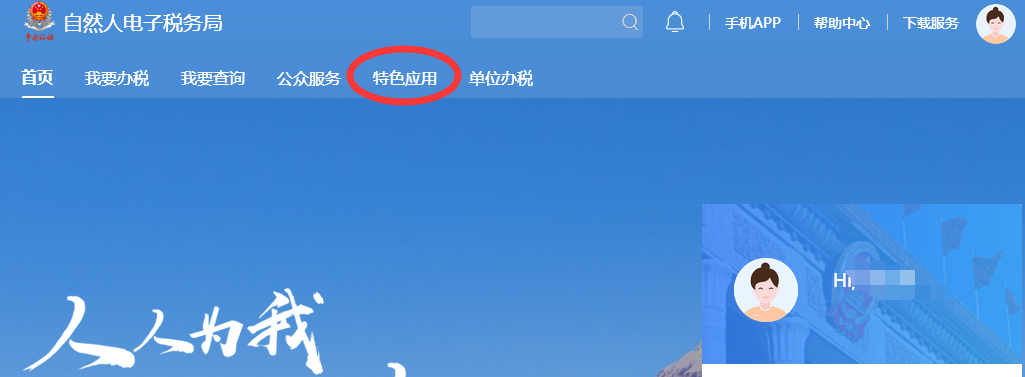 自然人电子税务局
手机APP
帮助中心
下载服务
首页 我要办税 我要查询 公众服务 特色应用 单位办税
Hi,
人人为我